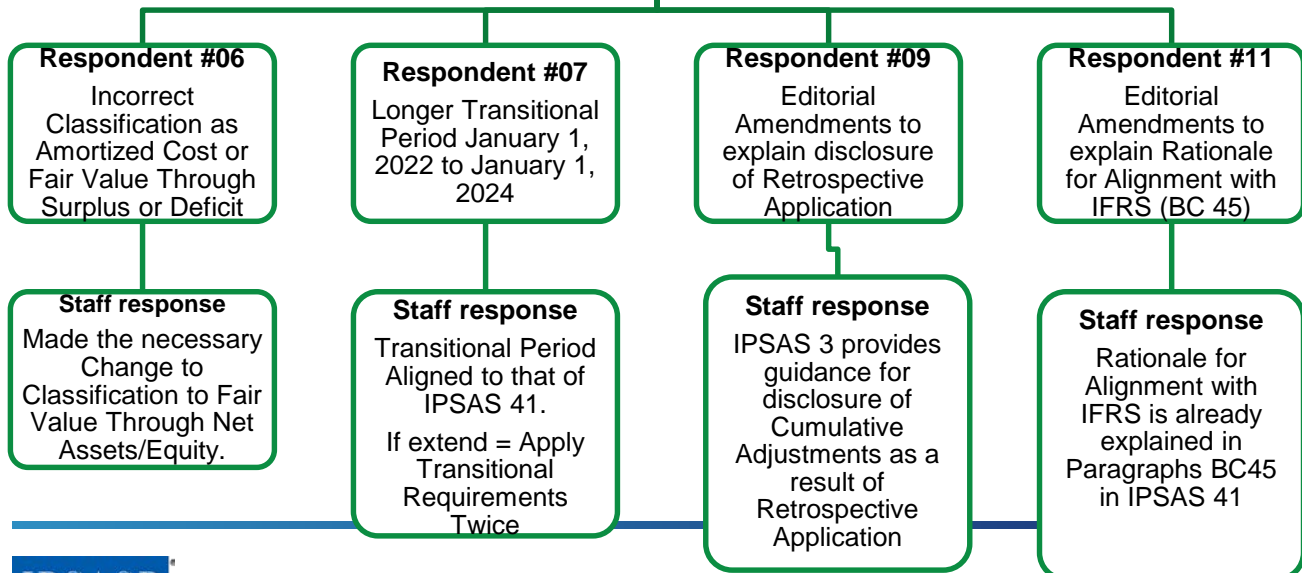 Respondent #06
Incorrect
Classification as
Amortized Cost or
Fair Value Through
Surplus or Deficit
Respondent #07
Longer Transitional
Period January 1,
2022 to January 1,
2024
Respondent #09
Editorial
Amendments to
explain disclosure
of Retrospective
Application
Respondent #11
Editorial
Amendments to
explain Rationale
for Alignment with
IFRS (BC 45)
Staff response
Made the necessary
Change to
Classification to Fair
Value Through Net
Assets/Equity.
Staff response
Transitional Period
Aligned to that of
IPSAS 41.
If extend = Apply
Transitional
Requirements
Twice
Staff response
IPSAS 3 provides
guidance for
disclosure of
Cumulative
Adjustments as a
result of
Retrospective
Application
Staff response
Rationale for
Alignment with
IFRS is already
explained in
Paragraphs BC45
in IPSAS 41